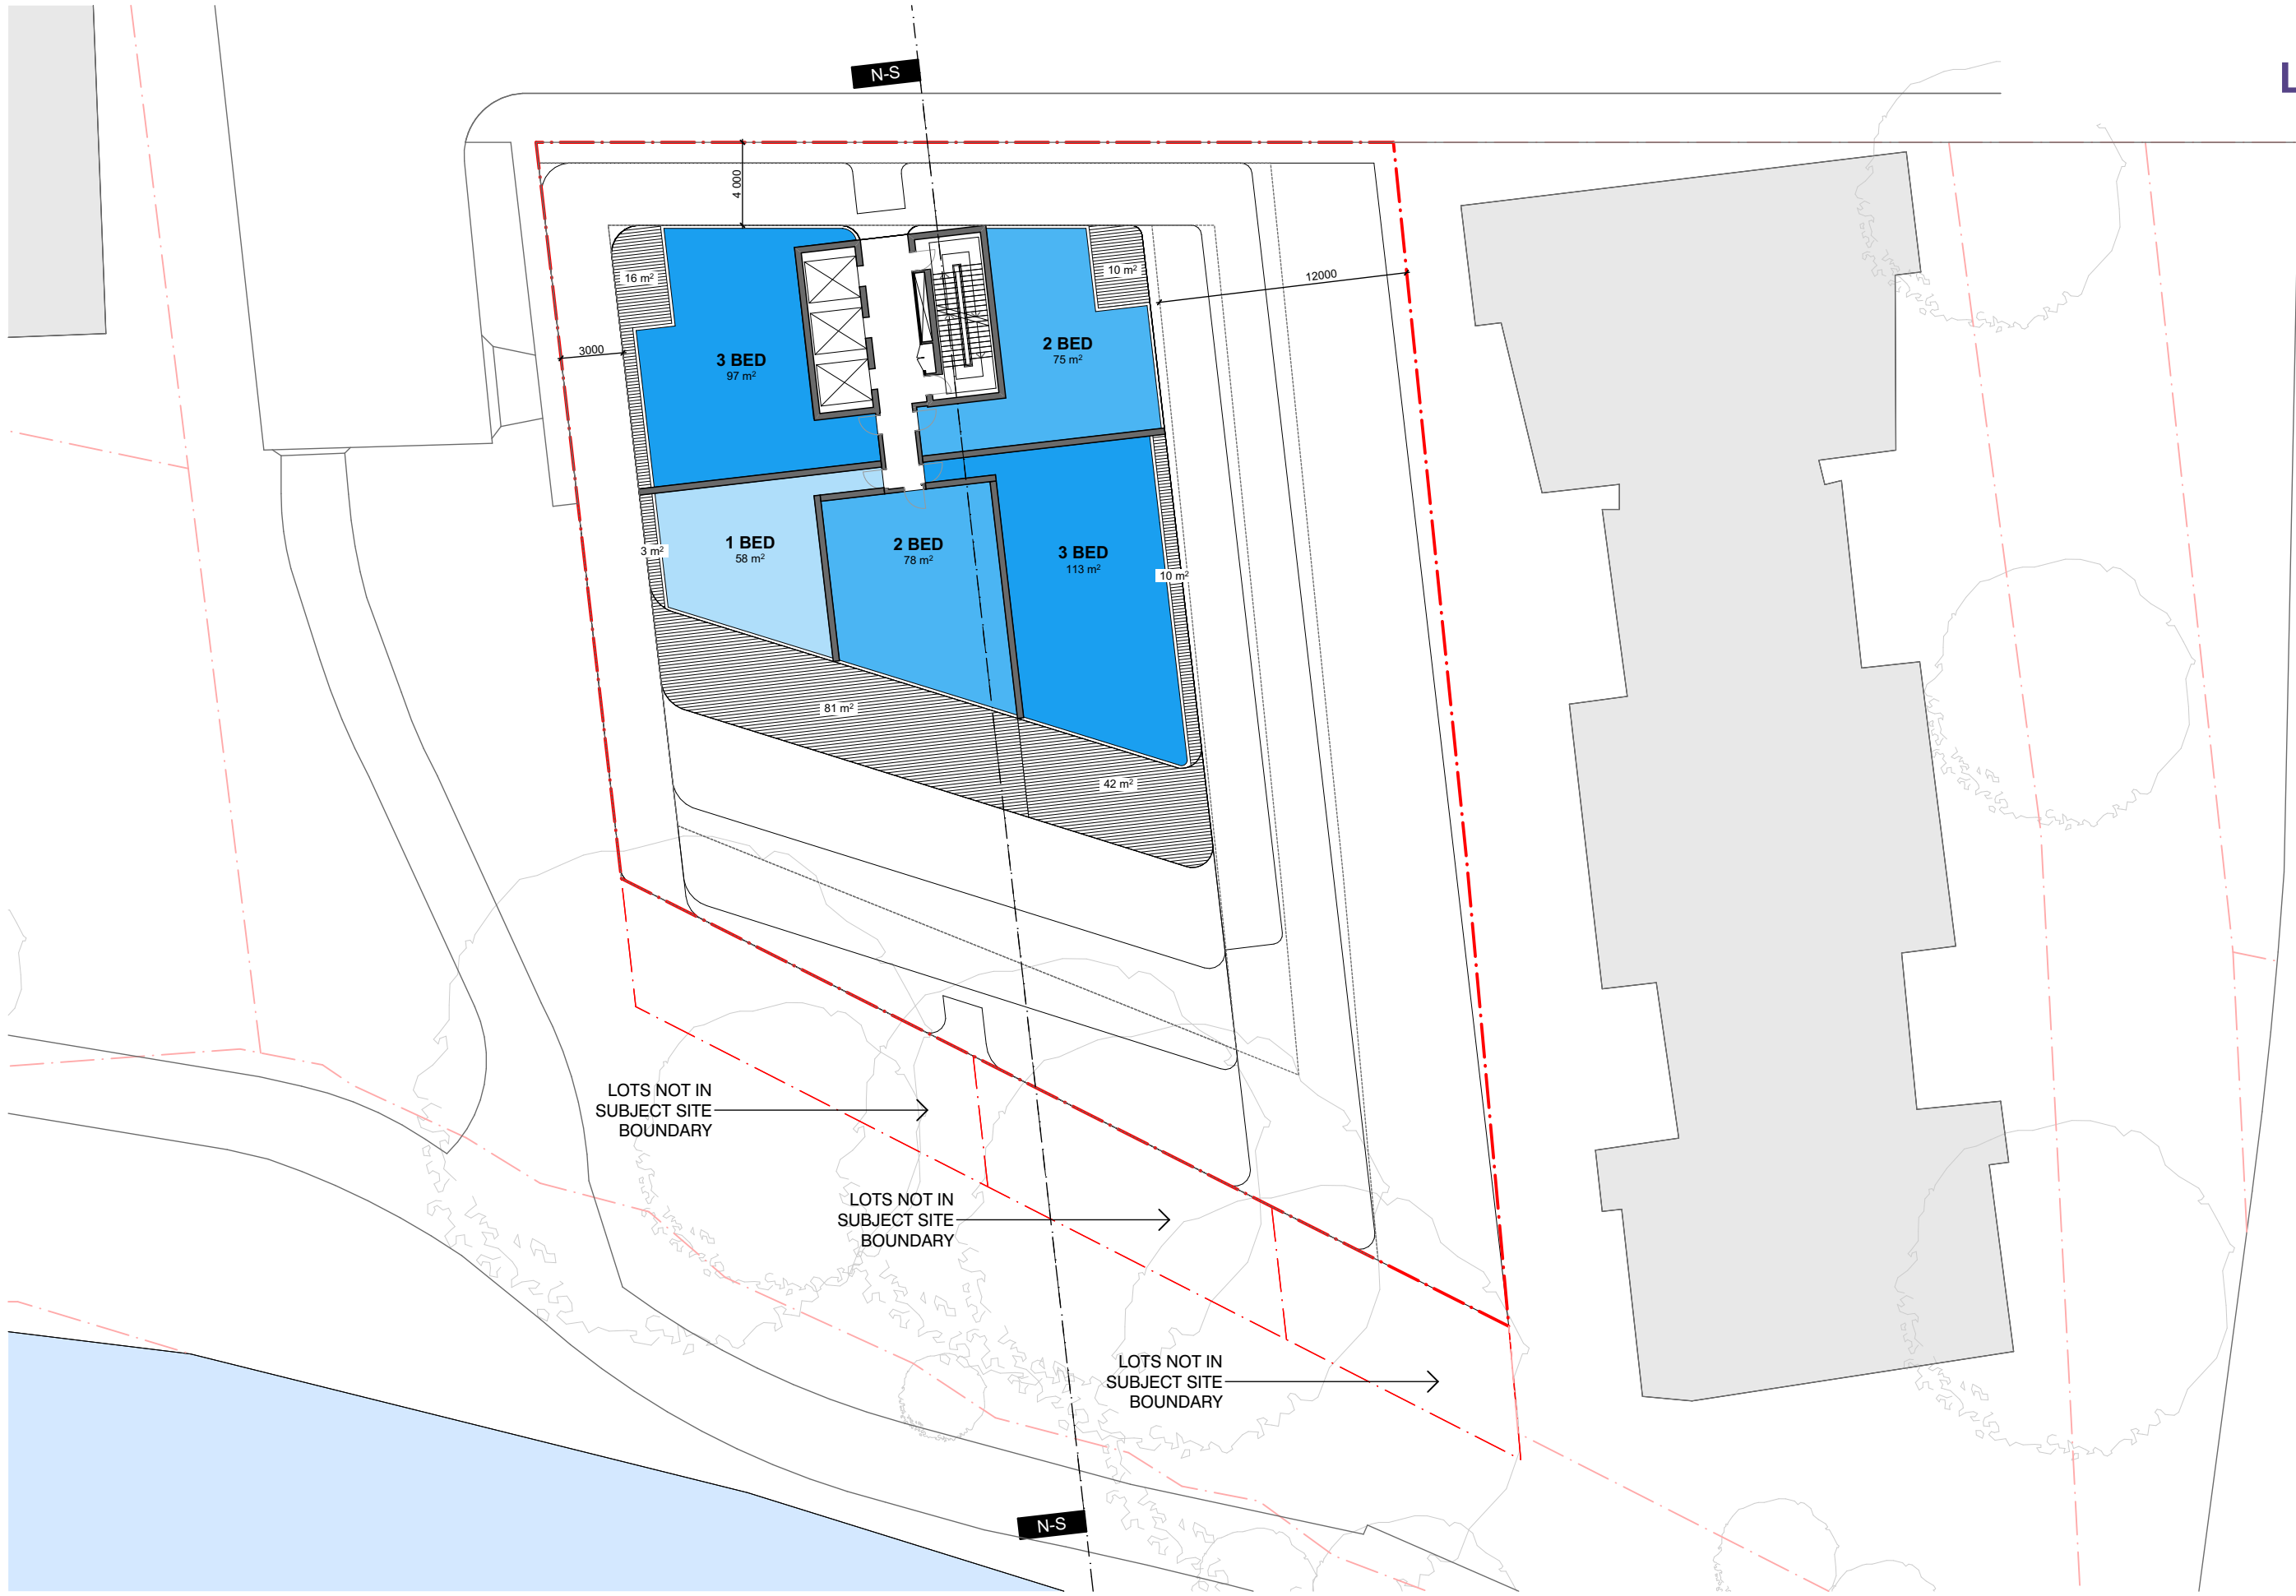 N-S
L
4 000
16 m²
10 m²
12000
3000
3 BED
97 m²
2 BED
75 m²
1 BED
58 m²
2 BED
78 m²
3 BED
113 m²
3 m²
10 m²
81 m²
42 m²
LOTS NOT IN
SUBJECT SITE
BOUNDARY
LOTS NOT IN
SUBJECT SITE
BOUNDARY
LOTS NOT IN
SUBJECT SITE
BOUNDARY
N-S